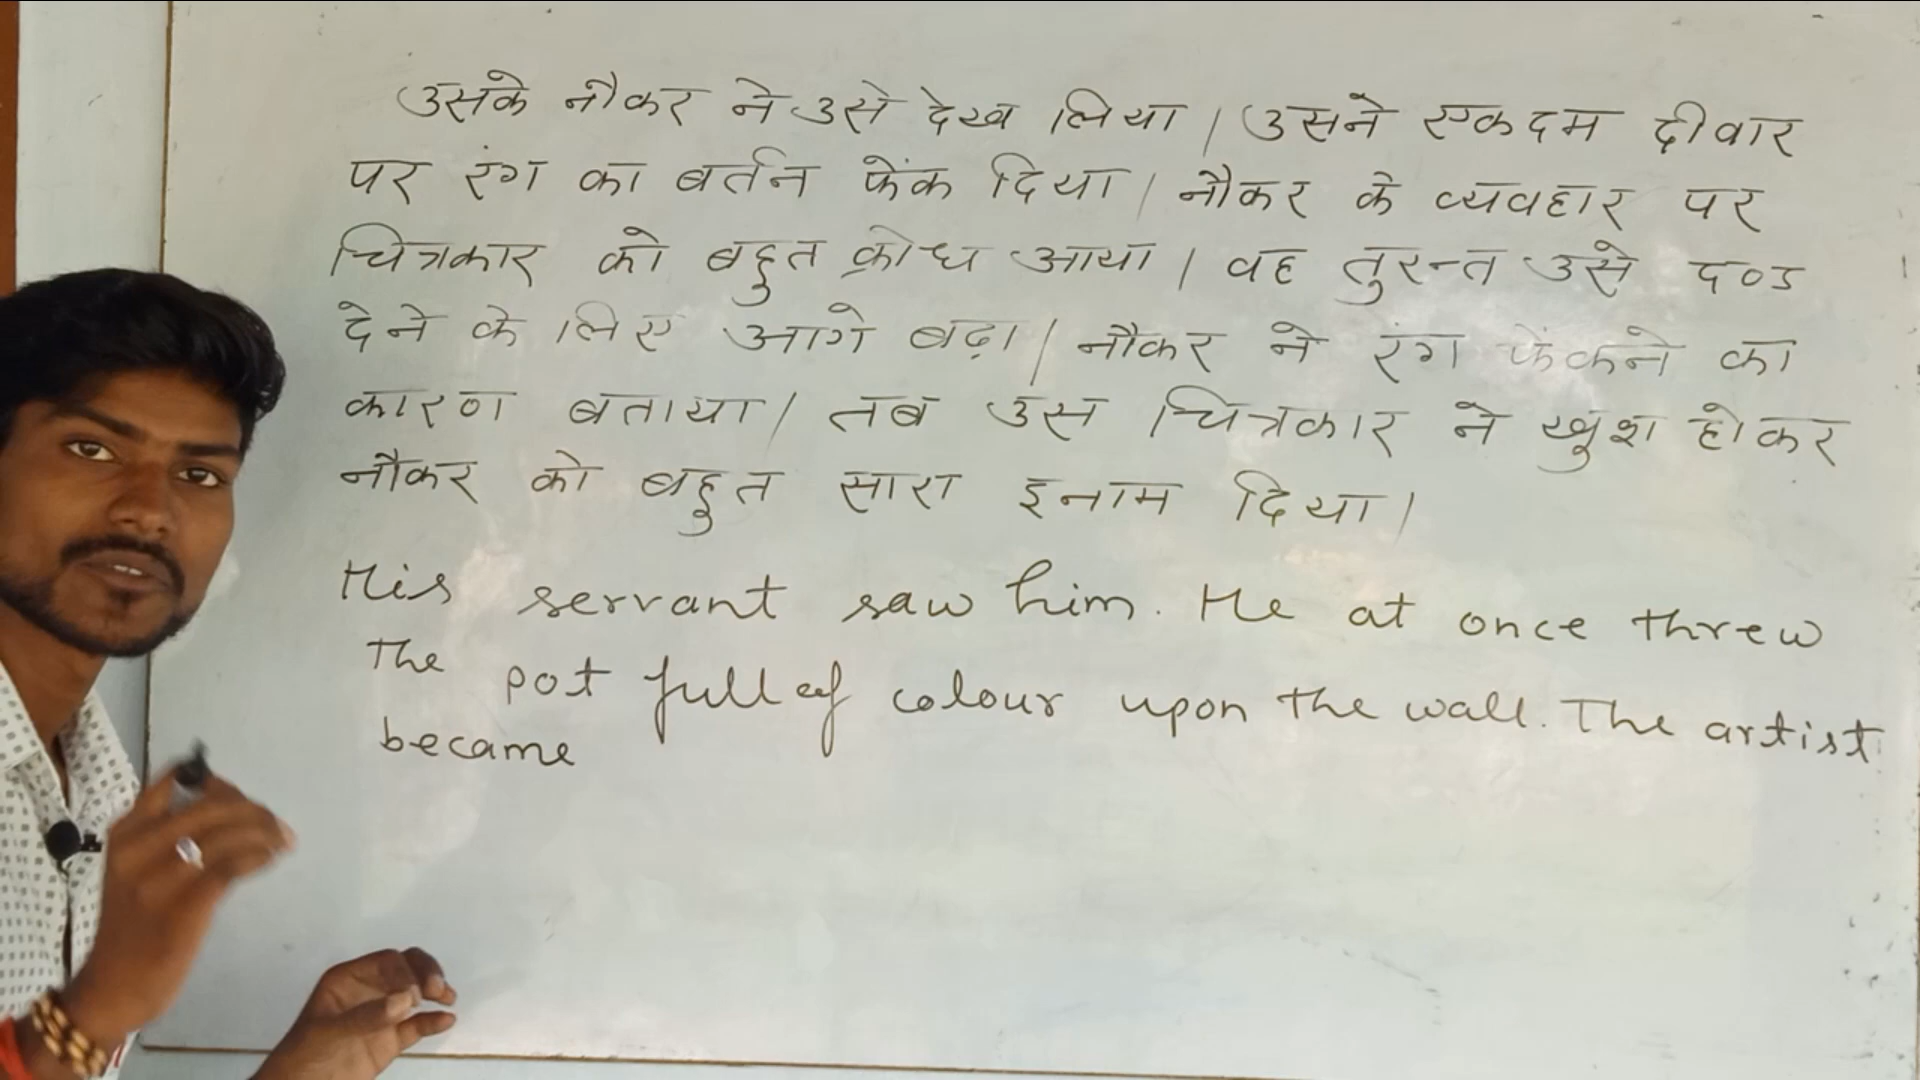 उसके नौकर ने उसे देख लिया। उसने एकदम दीवार
पर रंग का बर्तन फेंक दिया। नौकर के व्यवहार पर
चित्रकार को बहुत क्रोध आया। वह तुरन्त उसे दण्ड
देने के लिए आगे बढ़ा। नौकर ने रंग फेंकने का
कारण बताया। तब उस चित्रकार ने खुश होकर
नौकर को बहुत सारा इनाम दिया।
His servant saw him. He at once threw
the pot full of colour upon the wall. The artist
became